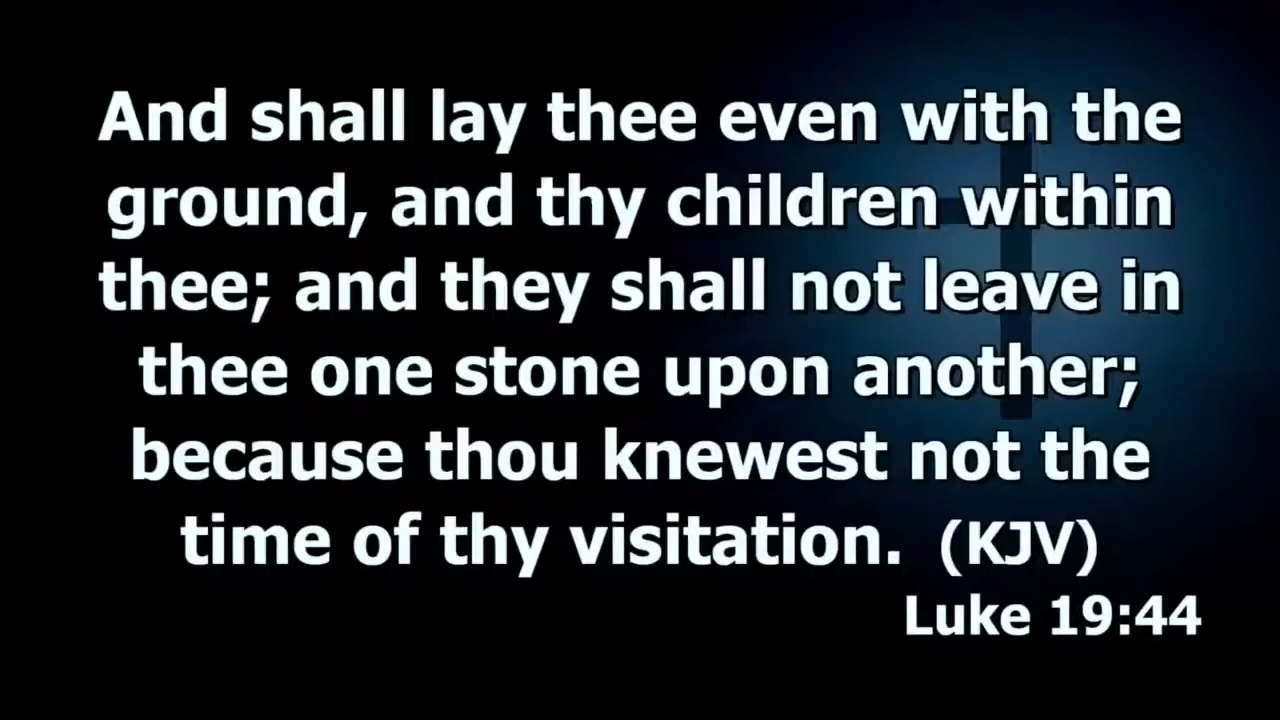 And shall lay thee even with the
ground, and thy children within
thee; and they shall not leave in
thee one stone upon another;
because thou knewest not the
time of thy visitation. (KJV)
Luke 19:44